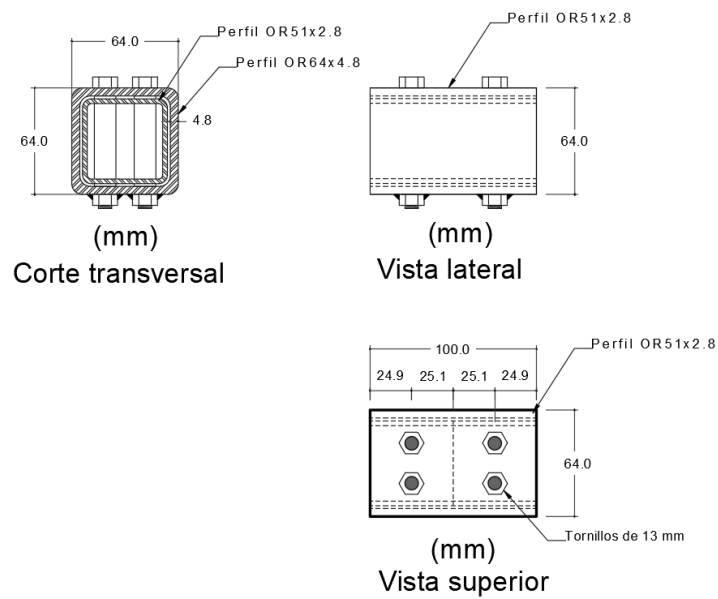 64.0
Perfil OR51x2.8
Perfil OR64x4.8
4.8
64.0
(mm)
Corte transversal
Perfil OR51x2.8
64.0
(mm)
Vista lateral
Perfil OR51x2.8
100.0
24.9 25.1 25.1 24.9
64.0
Tornillos de 13 mm
(mm)
Vista superior